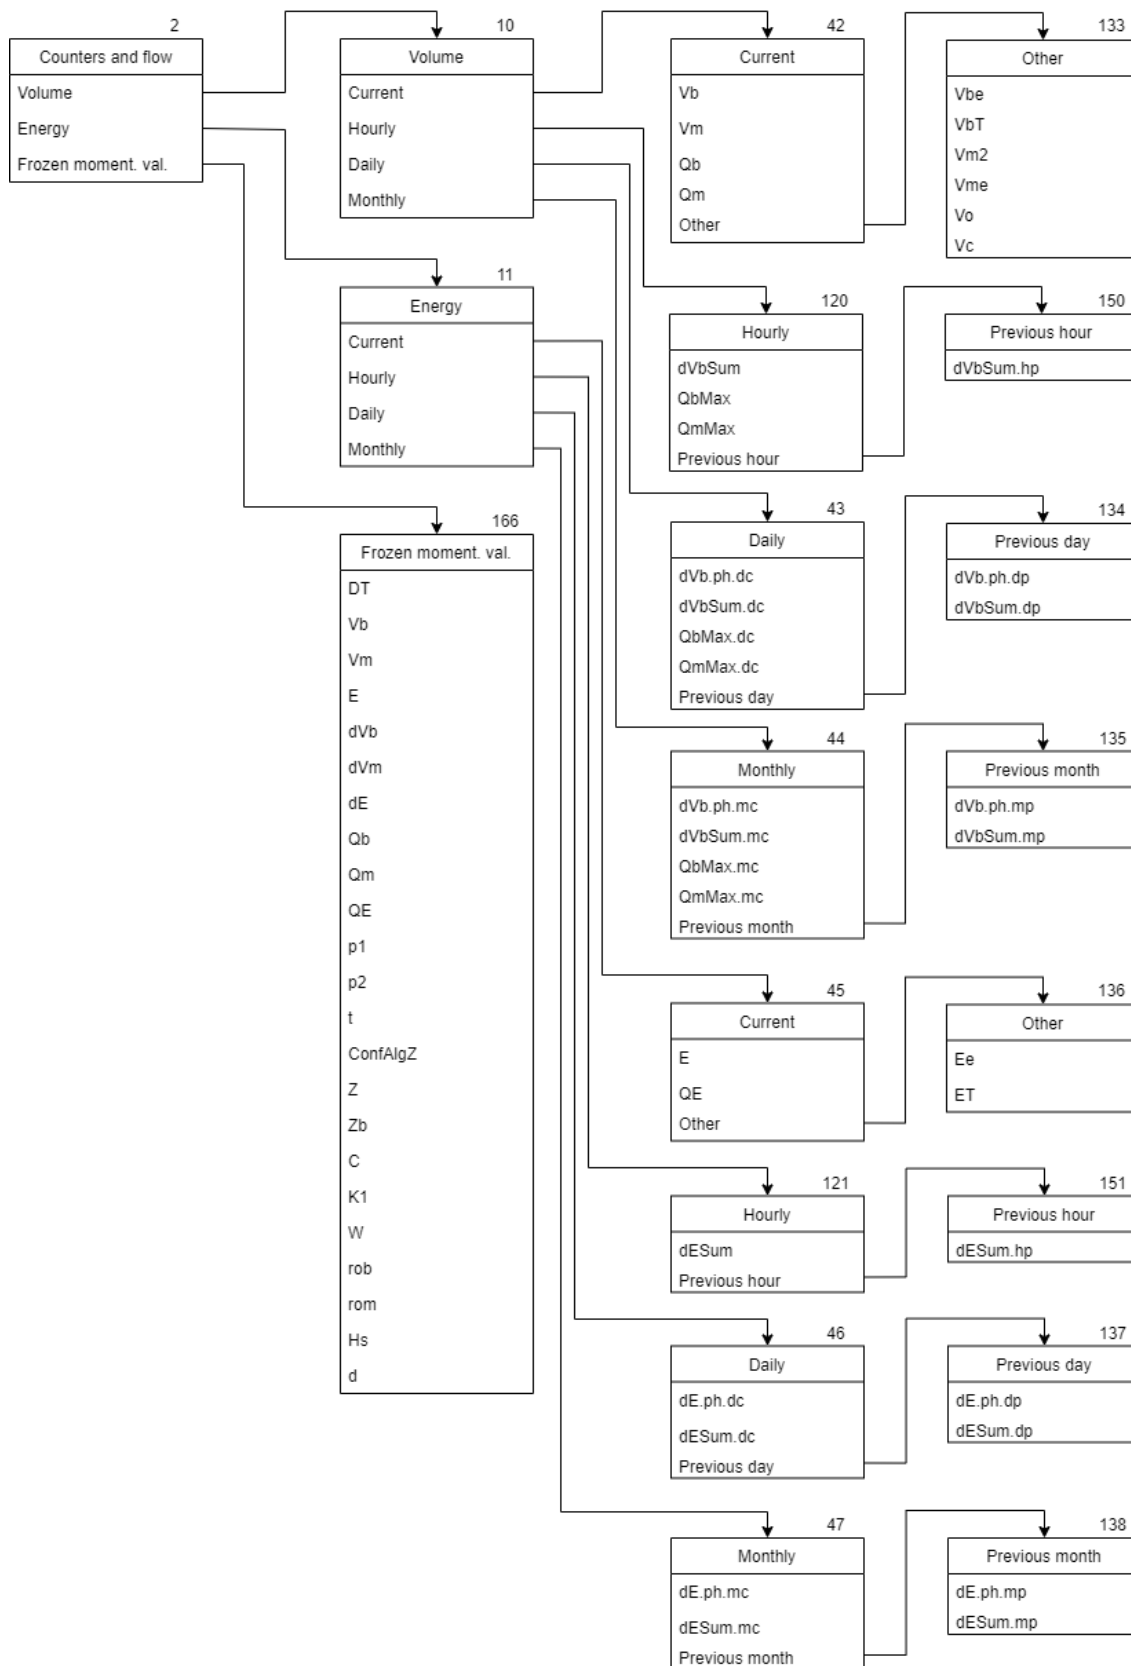 2
Counters and flow
Volume
Energy
Frozen moment. val.
10
Volume
Current
Hourly
Daily
Monthly
11
Energy
Current
Hourly
Daily
Monthly
166
Frozen moment. val.
DT
Vb
Vm
E
dVb
dVm
dE
Qb
Qm
QE
p1
p2
t
ConfAlgZ
Z
Zb
C
K1
W
rob
rom
Hs
d
42
Current
Vb
Vm
Qb
Qm
Other
133
Other
Vbe
VbT
Vm2
Vme
Vo
Vc
120
Hourly
dVbSum
QbMax
QmMax
Previous hour
150
Previous hour
dVbSum.hp
43
Daily
dVb.ph.dc
dVbSum.dc
QbMax.dc
QmMax.dc
Previous day
134
Previous day
dVb.ph.dp
dVbSum.dp
44
Monthly
dVb.ph.mc
dVbSum.mc
QbMax.mc
QmMax.mc
Previous month
135
Previous month
dVb.ph.mp
dVbSum.mp
45
Current
E
QE
Other
136
Other
Ee
ET
121
Hourly
dESum
Previous hour
151
Previous hour
dESum.hp
46
Daily
dE.ph.dc
dESum.dc
Previous day
137
Previous day
dE.ph.dp
dESum.dp
47
Monthly
dE.ph.mc
dESum.mc
Previous month
138
Previous month
dE.ph.mp
dESum.mp